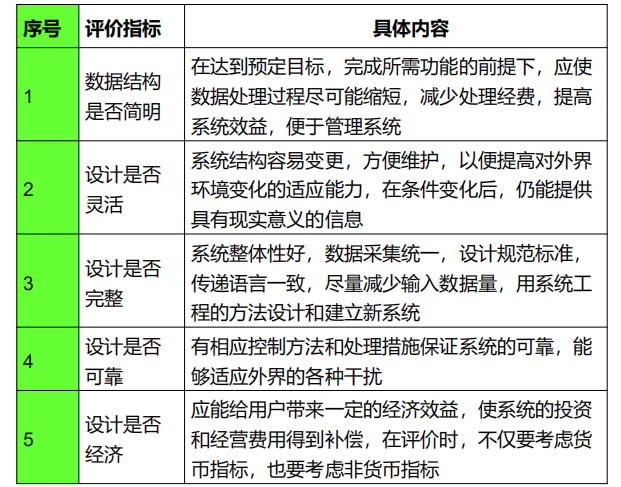 序号 评价指标 具体内容
1
数据结构
是否简明
在达到预定目标，完成所需功能的前提下，应使
数据处理过程尽可能缩短，减少处理经费，提高
系统效益，便于管理系统
2
设计是否
灵活
系统结构容易变更，方便维护，以便提高对外界
环境变化的适应能力，在条件变化后，仍能提供
具有现实意义的信息
3
设计是否
完整
系统整体性好，数据采集统一，设计规范标准，
传递语言一致，尽量减少输入数据量，用系统工
程的方法设计和建立新系统
4
设计是否
可靠
有相应控制方法和处理措施保证系统的可靠，能
够适应外界的各种干扰
5
设计是否
经济
应能给用户带来一定的经济效益，使系统的投资
和经营费用得到补偿，在评价时，不仅要考虑货
币指标，也要考虑非货币指标